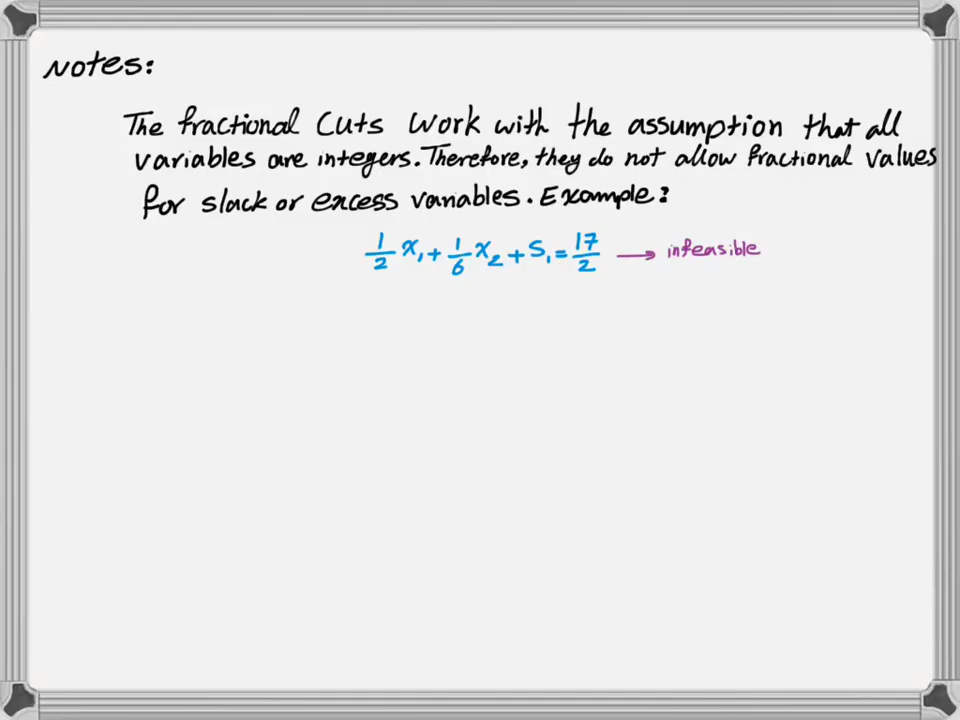 Notes:
The fractional cuts work with the assumption that all
variables are integers. Therefore, they do not allow fractional values
for slack or excess variables. Example:
1/2 x₁ + 1/6 x₂ + S₁ = 17/2 → infeasible